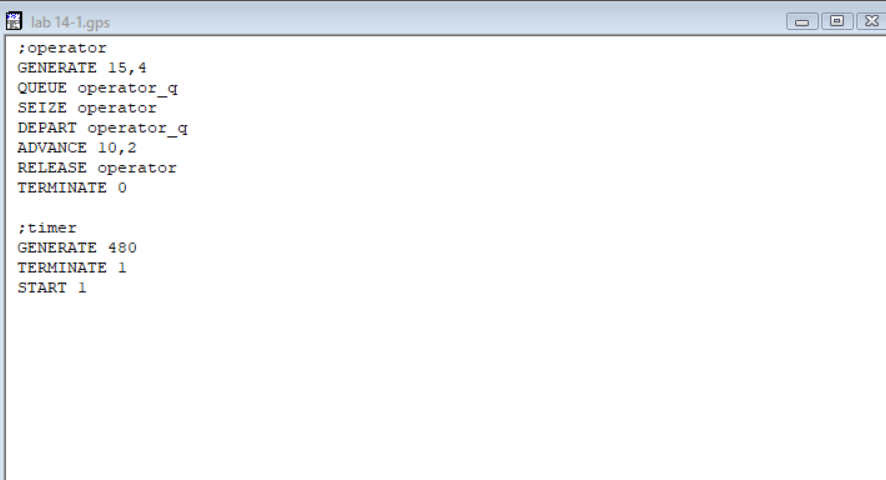 lab 14-1.gps
;operator
GENERATE 15,4
QUEUE operator_q
SEIZE operator
DEPART operator_q
ADVANCE 10,2
RELEASE operator
TERMINATE 0
;timer
GENERATE 480
TERMINATE 1
START 1